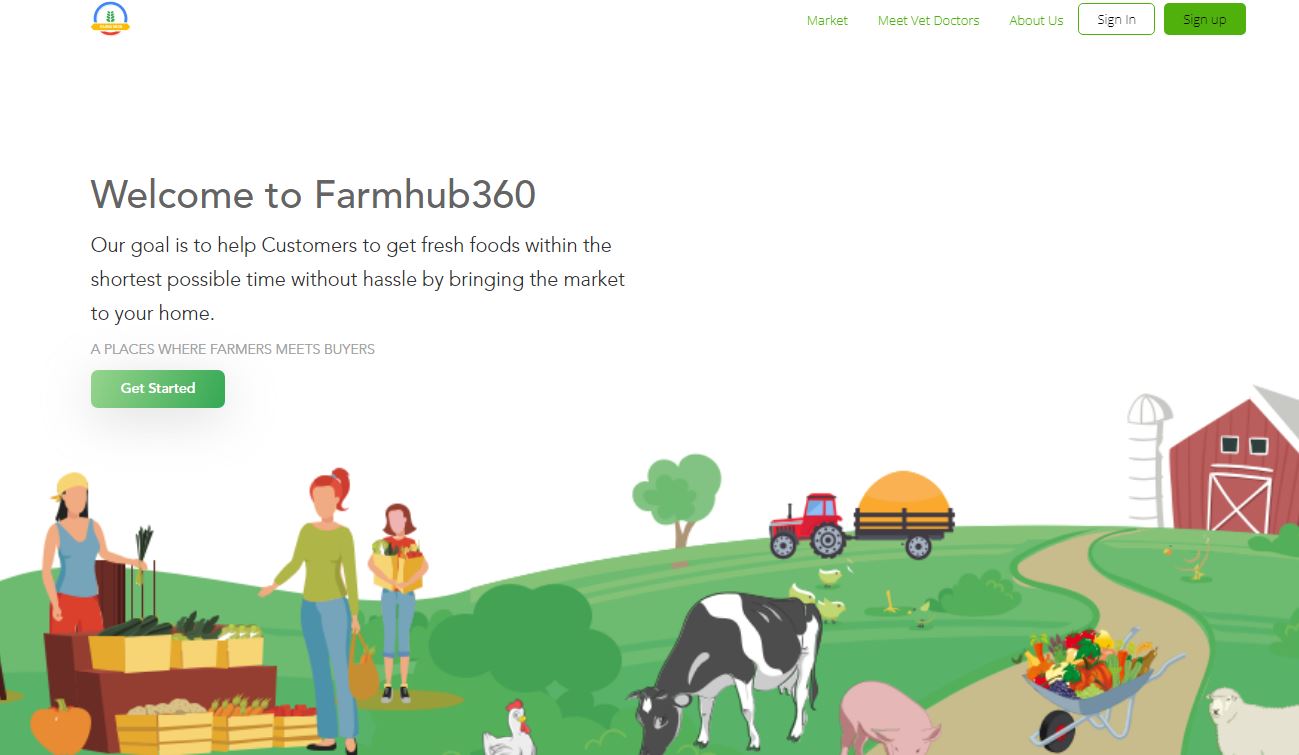 Market
Meet Vet Doctors
About Us
Sign In
Sign up
Welcome to Farmhub360
Our goal is to help Customers to get fresh foods within the
shortest possible time without hassle by bringing the market
to your home.
A PLACES WHERE FARMERS MEETS BUYERS
Get Started